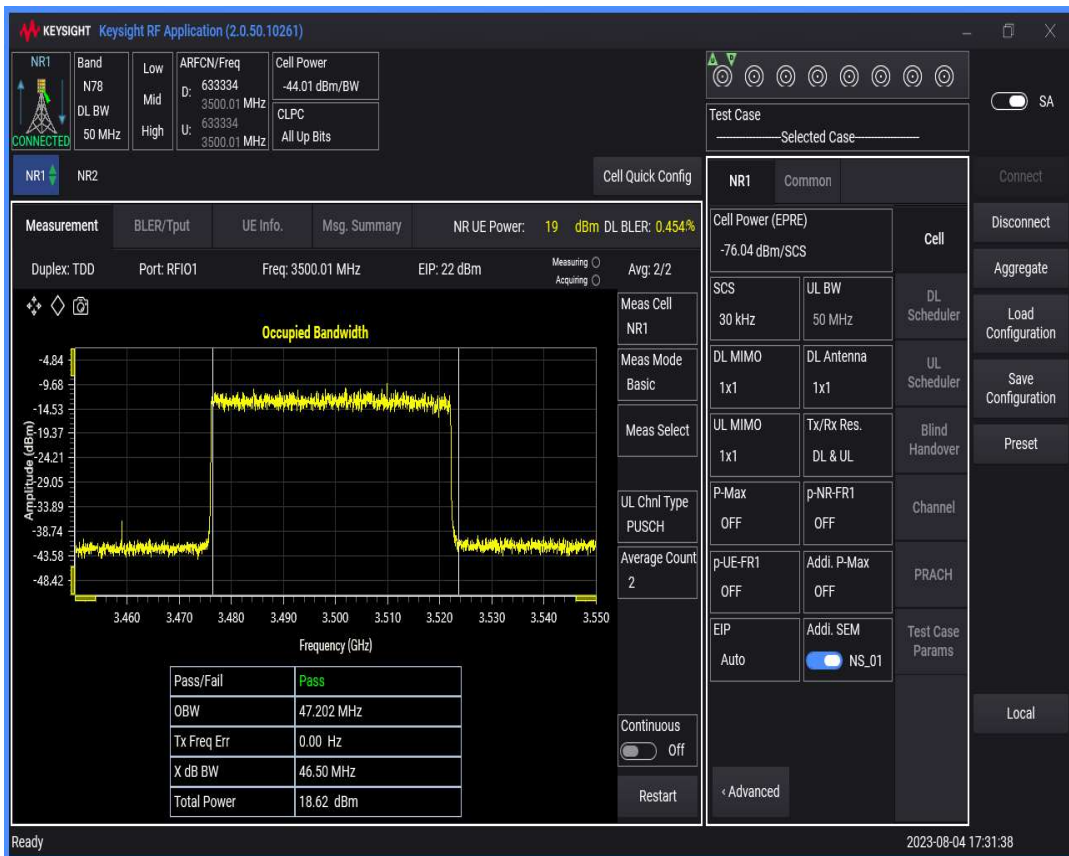 KEYSIGHT Keysight RF Application (2.0.50.10261)
NR1
CONNECTED
Band
N78
DL BW
50 MHz
Low
Mid
High
ARFCN/Freq
D: 633334
3500.01 MHz
U: 633334
3500.01 MHz
Cell Power
-44.01 dBm/BW
CLPC
All Up Bits
Test Case
Selected Case
SA
NR1 NR2
Cell Quick Config
NR1 Common
Connect
Disconnect
Aggregate
Load
Configuration
Save
Configuration
Preset
Local
Measurement BLER/Tput UE Info. Msg. Summary NR UE Power: 19 dBm DL BLER: 0.454%
Duplex: TDD Port: RFIO1 Freq: 3500.01 MHz EIP: 22 dBm Measuring Acquiring Avg: 2/2
Occupied Bandwidth
Amplitude (dBm)
-4.84
-9.68
-14.53
-19.37
-24.21
-29.05
-33.89
-38.74
-43.58
-48.42
3.460 3.470 3.480 3.490 3.500 3.510 3.520 3.530 3.540 3.550
Frequency (GHz)
Pass/Fail Pass
OBW 47.202 MHz
Tx Freq Err 0.00 Hz
X dB BW 46.50 MHz
Total Power 18.62 dBm
Meas Cell
NR1
Meas Mode
Basic
Meas Select
UL Chnl Type
PUSCH
Average Count
2
Continuous
Off
Restart
Cell Power (EPRE)
-76.04 dBm/SCS
SCS
30 kHz
UL BW
50 MHz
DL MIMO
1x1
DL Antenna
1x1
UL MIMO
1x1
Tx/Rx Res.
DL & UL
P-Max
OFF
p-NR-FR1
OFF
p-UE-FR1
OFF
Addi. P-Max
OFF
EIP
Auto
Addi. SEM
NS_01
‹ Advanced
Cell
DL
Scheduler
UL
Scheduler
Blind
Handover
Channel
PRACH
Test Case
Params
Ready
2023-08-04 17:31:38